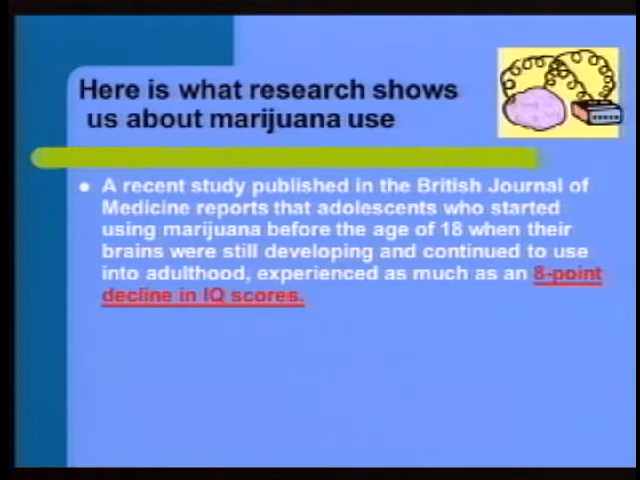 Here is what research shows
us about marijuana use
A recent study published in the British Journal of
Medicine reports that adolescents who started
using marijuana before the age of 18 when their
brains were still developing and continued to use
into adulthood, experienced as much as an 8-point
decline in IQ scores.